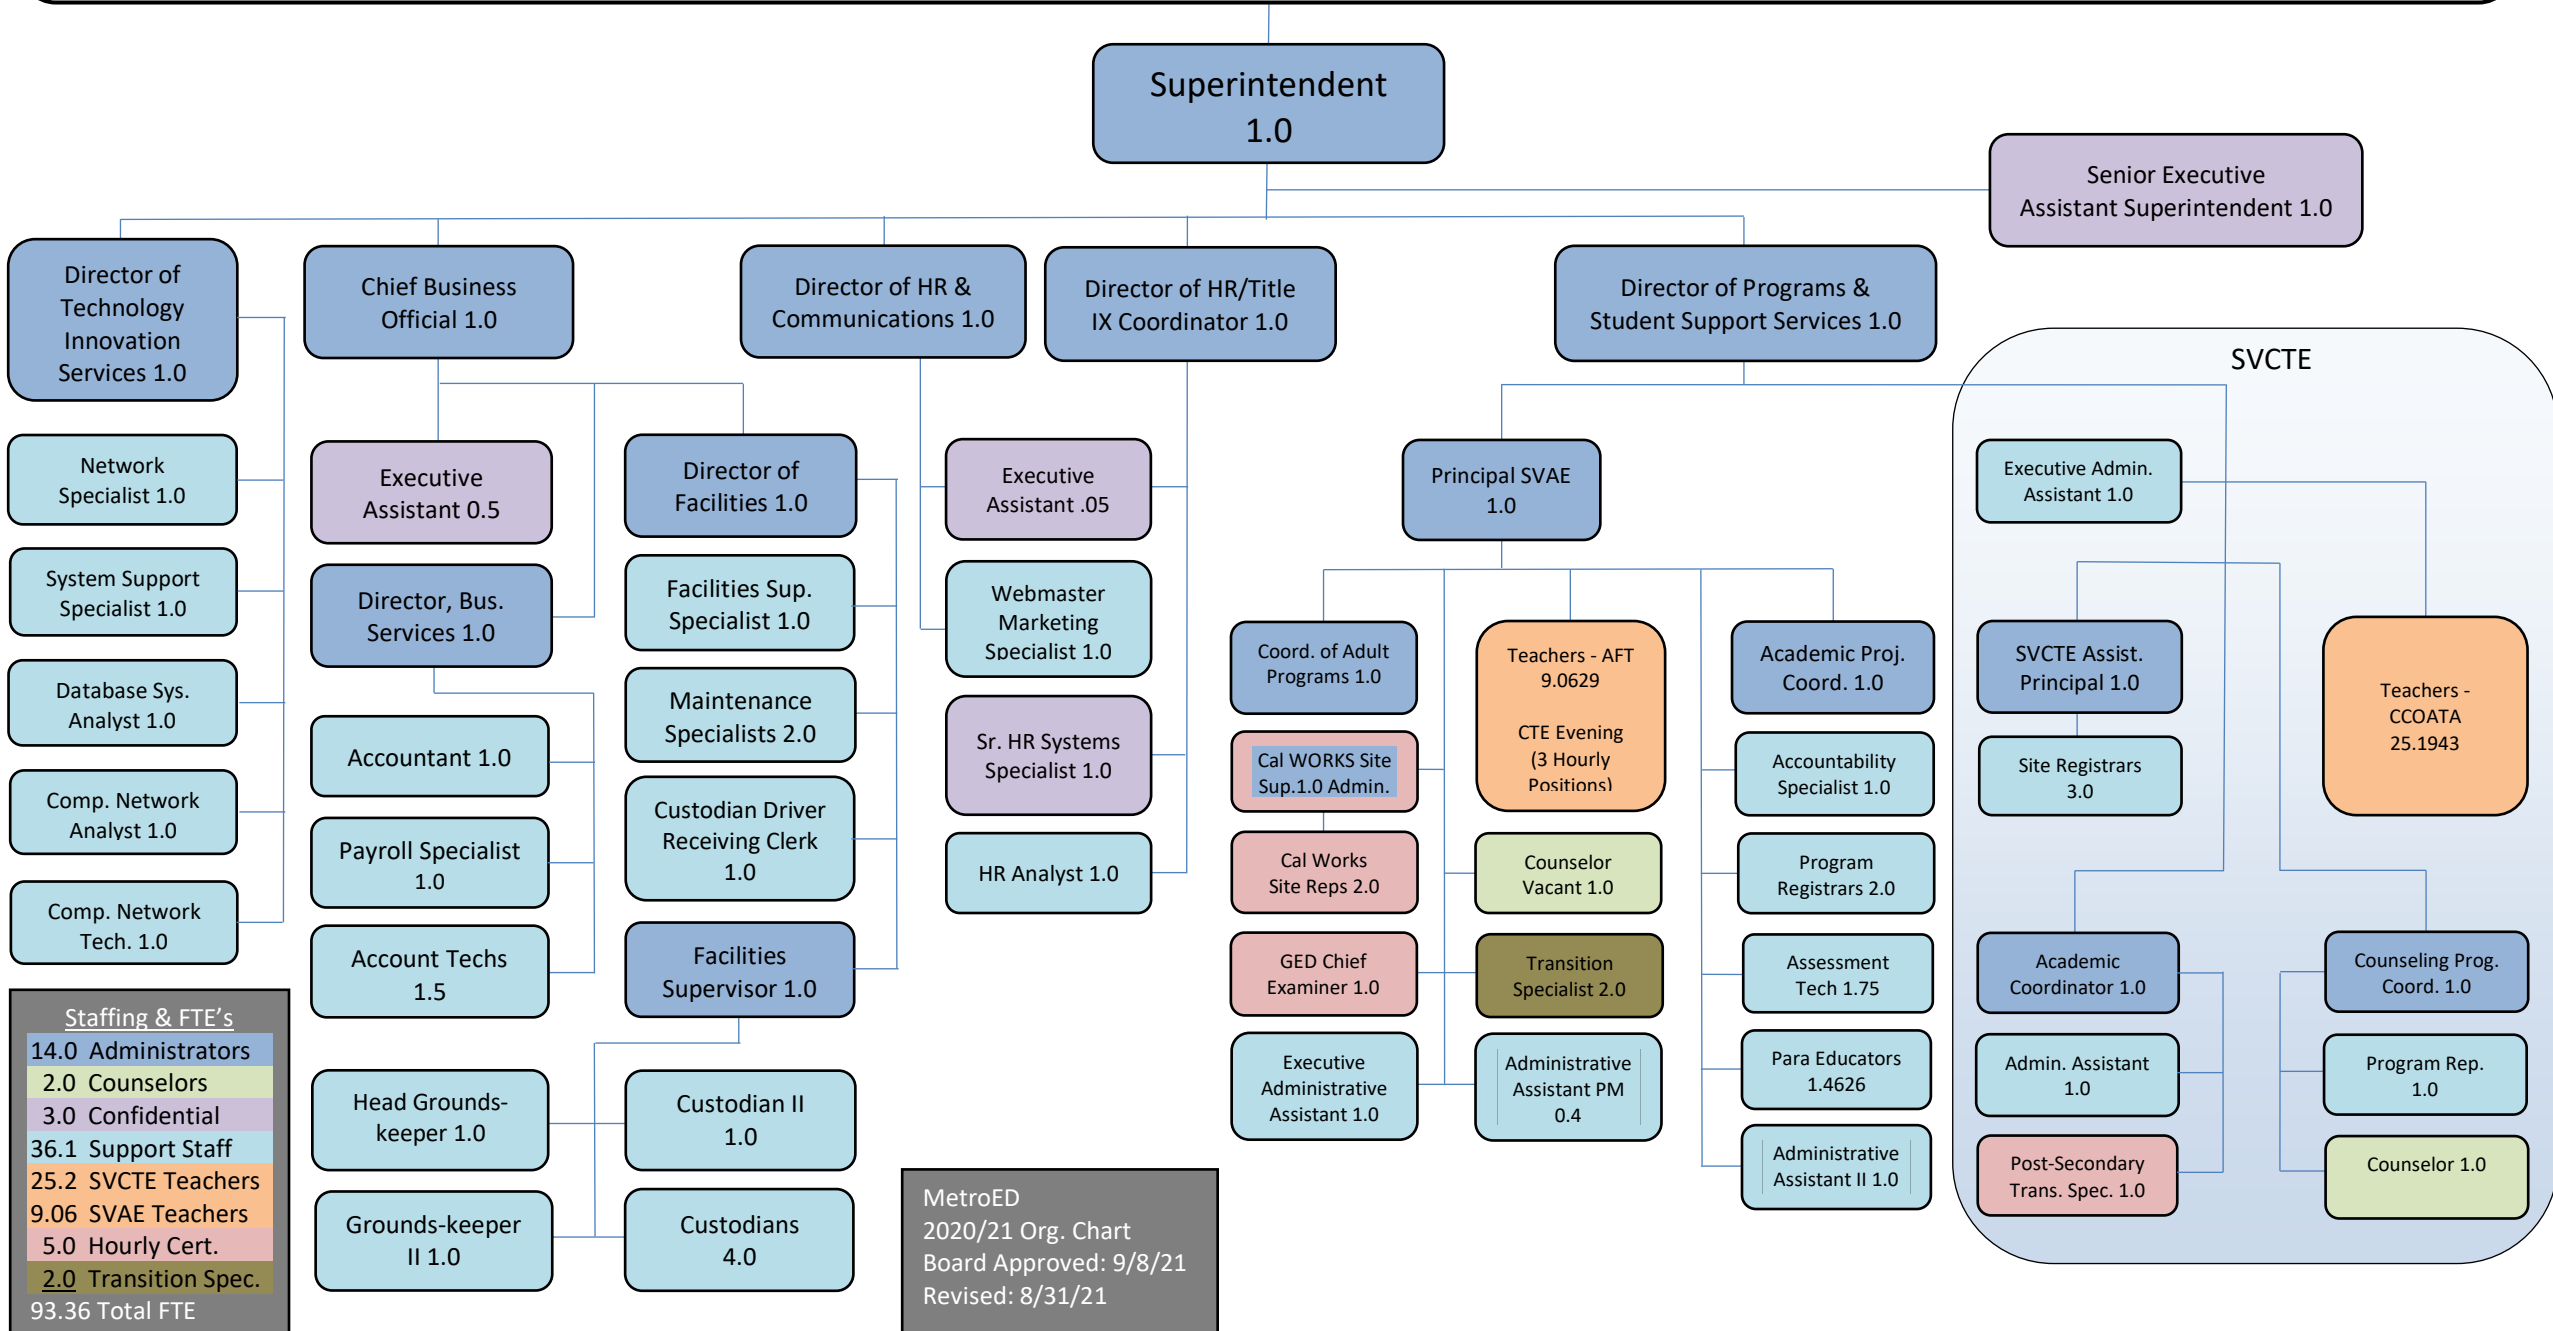 Superintendent
1.0
Senior Executive
Assistant Superintendent 1.0
Director of
Technology
Innovation
Services 1.0
Chief Business
Official 1.0
Director of HR &
Communications 1.0
Director of HR/Title
IX Coordinator 1.0
Director of Programs &
Student Support Services 1.0
SVCTE
Network
Specialist 1.0
System Support
Specialist 1.0
Database Sys.
Analyst 1.0
Comp. Network
Analyst 1.0
Comp. Network
Tech. 1.0
Executive
Assistant 0.5
Director, Bus.
Services 1.0
Accountant 1.0
Payroll Specialist
1.0
Account Techs
1.5
Director of
Facilities 1.0
Facilities Sup.
Specialist 1.0
Maintenance
Specialists 2.0
Custodian Driver
Receiving Clerk
1.0
Facilities
Supervisor 1.0
Head Grounds-
keeper 1.0
Custodian II
1.0
Grounds-keeper
II 1.0
Custodians
4.0
Executive
Assistant .05
Webmaster
Marketing
Specialist 1.0
Sr. HR Systems
Specialist 1.0
HR Analyst 1.0
Principal SVAE
1.0
Coord. of Adult
Programs 1.0
Cal WORKS Site
Sup.1.0 Admin.
Cal Works
Site Reps 2.0
GED Chief
Examiner 1.0
Executive
Administrative
Assistant 1.0
Teachers - AFT
9.0629
CTE Evening
(3 Hourly
Positions)
Counselor
Vacant 1.0
Transition
Specialist 2.0
Administrative
Assistant PM
0.4
Academic Proj.
Coord. 1.0
Accountability
Specialist 1.0
Program
Registrars 2.0
Assessment
Tech 1.75
Para Educators
1.4626
Administrative
Assistant II 1.0
Executive Admin.
Assistant 1.0
SVCTE Assist.
Principal 1.0
Site Registrars
3.0
Teachers -
CCOATA
25.1943
Academic
Coordinator 1.0
Admin. Assistant
1.0
Post-Secondary
Trans. Spec. 1.0
Counseling Prog.
Coord. 1.0
Program Rep.
1.0
Counselor 1.0
Staffing & FTE’s
14.0 Administrators
2.0 Counselors
3.0 Confidential
36.1 Support Staff
25.2 SVCTE Teachers
9.06 SVAE Teachers
5.0 Hourly Cert.
2.0 Transition Spec.
93.36 Total FTE
MetroED
2020/21 Org. Chart
Board Approved: 9/8/21
Revised: 8/31/21